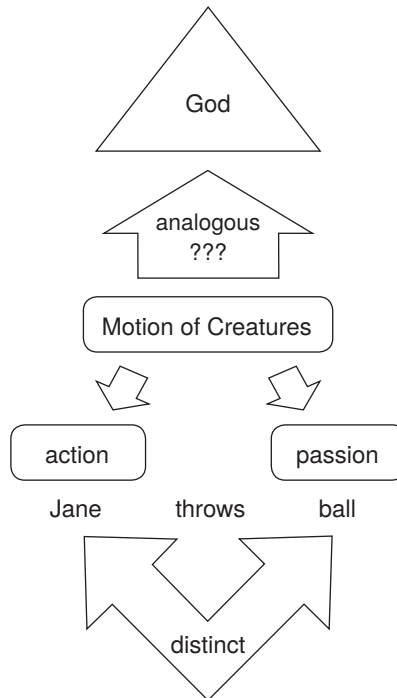 God
analogous
???
Motion of Creatures
action passion
Jane throws ball
distinct